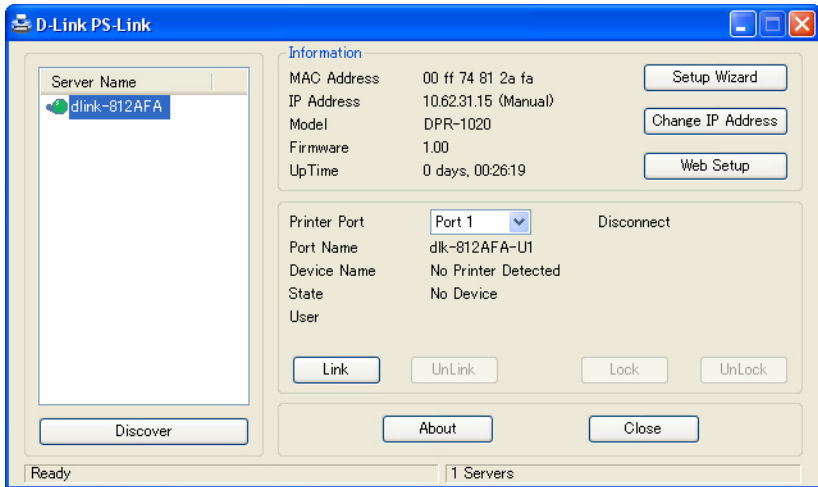 D-Link PS-Link
Server Name
dlink-812AFA
Discover
Information
MAC Address 00 ff 74 81 2a fa
IP Address 10.62.31.15 (Manual)
Model DPR-1020
Firmware 1.00
UpTime 0 days, 00:26:19
Setup Wizard
Change IP Address
Web Setup
Printer Port Port 1 Disconnect
Port Name dlk-812AFA-U1
Device Name No Printer Detected
State No Device
User
Link UnLink Lock UnLock
About Close
Ready 1 Servers